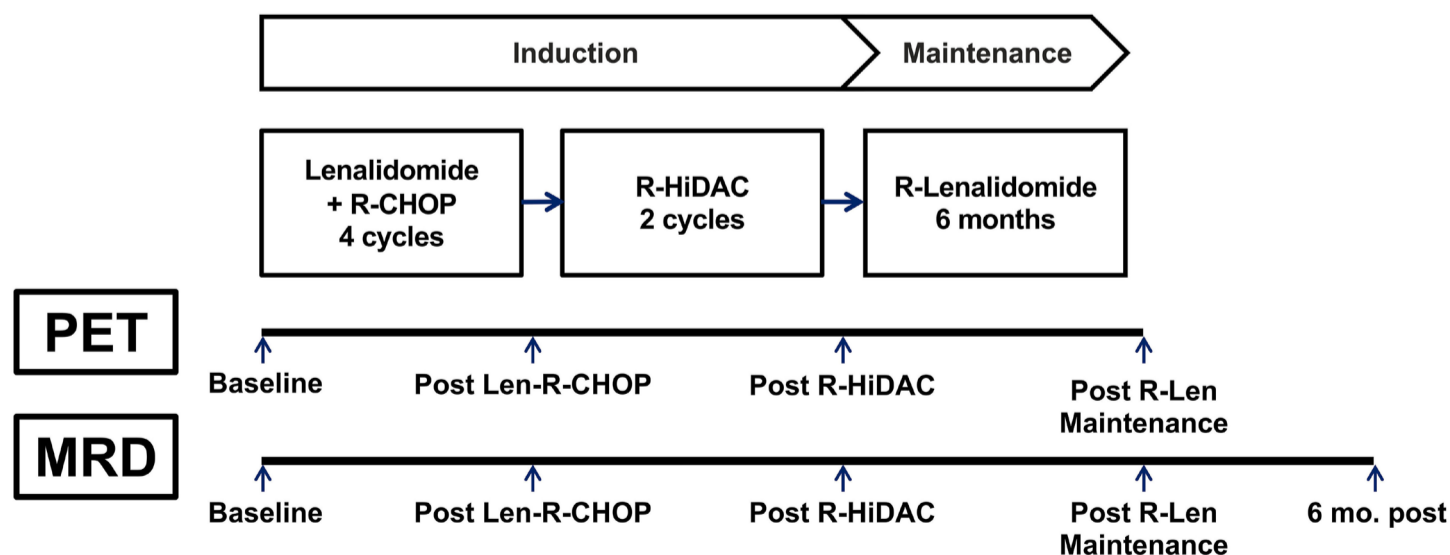 Induction
Maintenance
Lenalidomide
+ R-CHOP
4 cycles
R-HiDAC
2 cycles
R-Lenalidomide
6 months
PET
Baseline
Post Len-R-CHOP
Post R-HiDAC
Post R-Len
Maintenance
MRD
Baseline
Post Len-R-CHOP
Post R-HiDAC
Post R-Len
Maintenance
6 mo. post